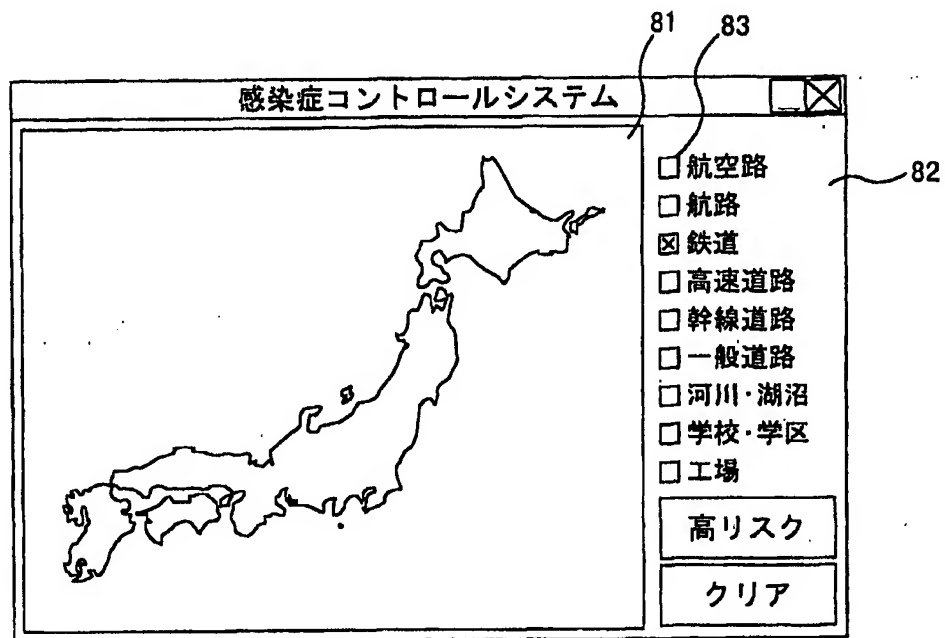 81
83
感染症コントロールシステム
82
□航空路
□航路
☒鉄道
□高速道路
□幹線道路
□一般道路
□河川・湖沼
□学校・学区
□工場
高リスク
クリア